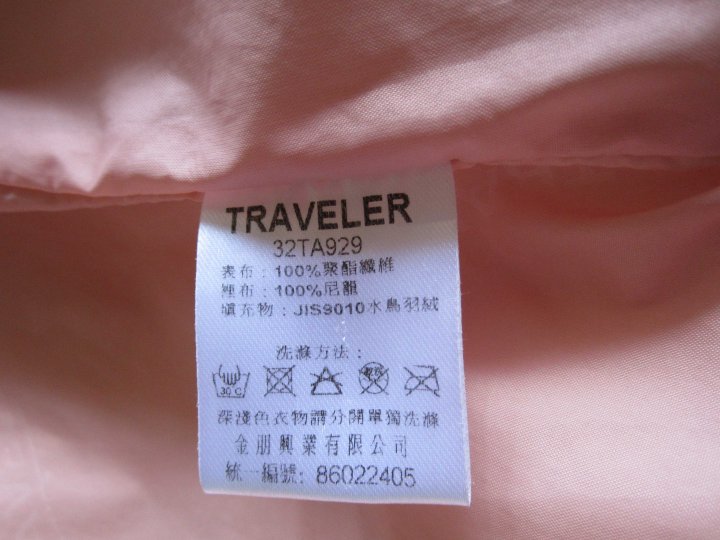 TRAVELER
32TA929
表布：100%聚酯纖維
裡布：100%尼龍
填充物：JIS9010水鳥羽絨
洗滌方法：
30 C
深淺色衣物請分開單獨洗滌
金朋興業有限公司
統一編號：86022405